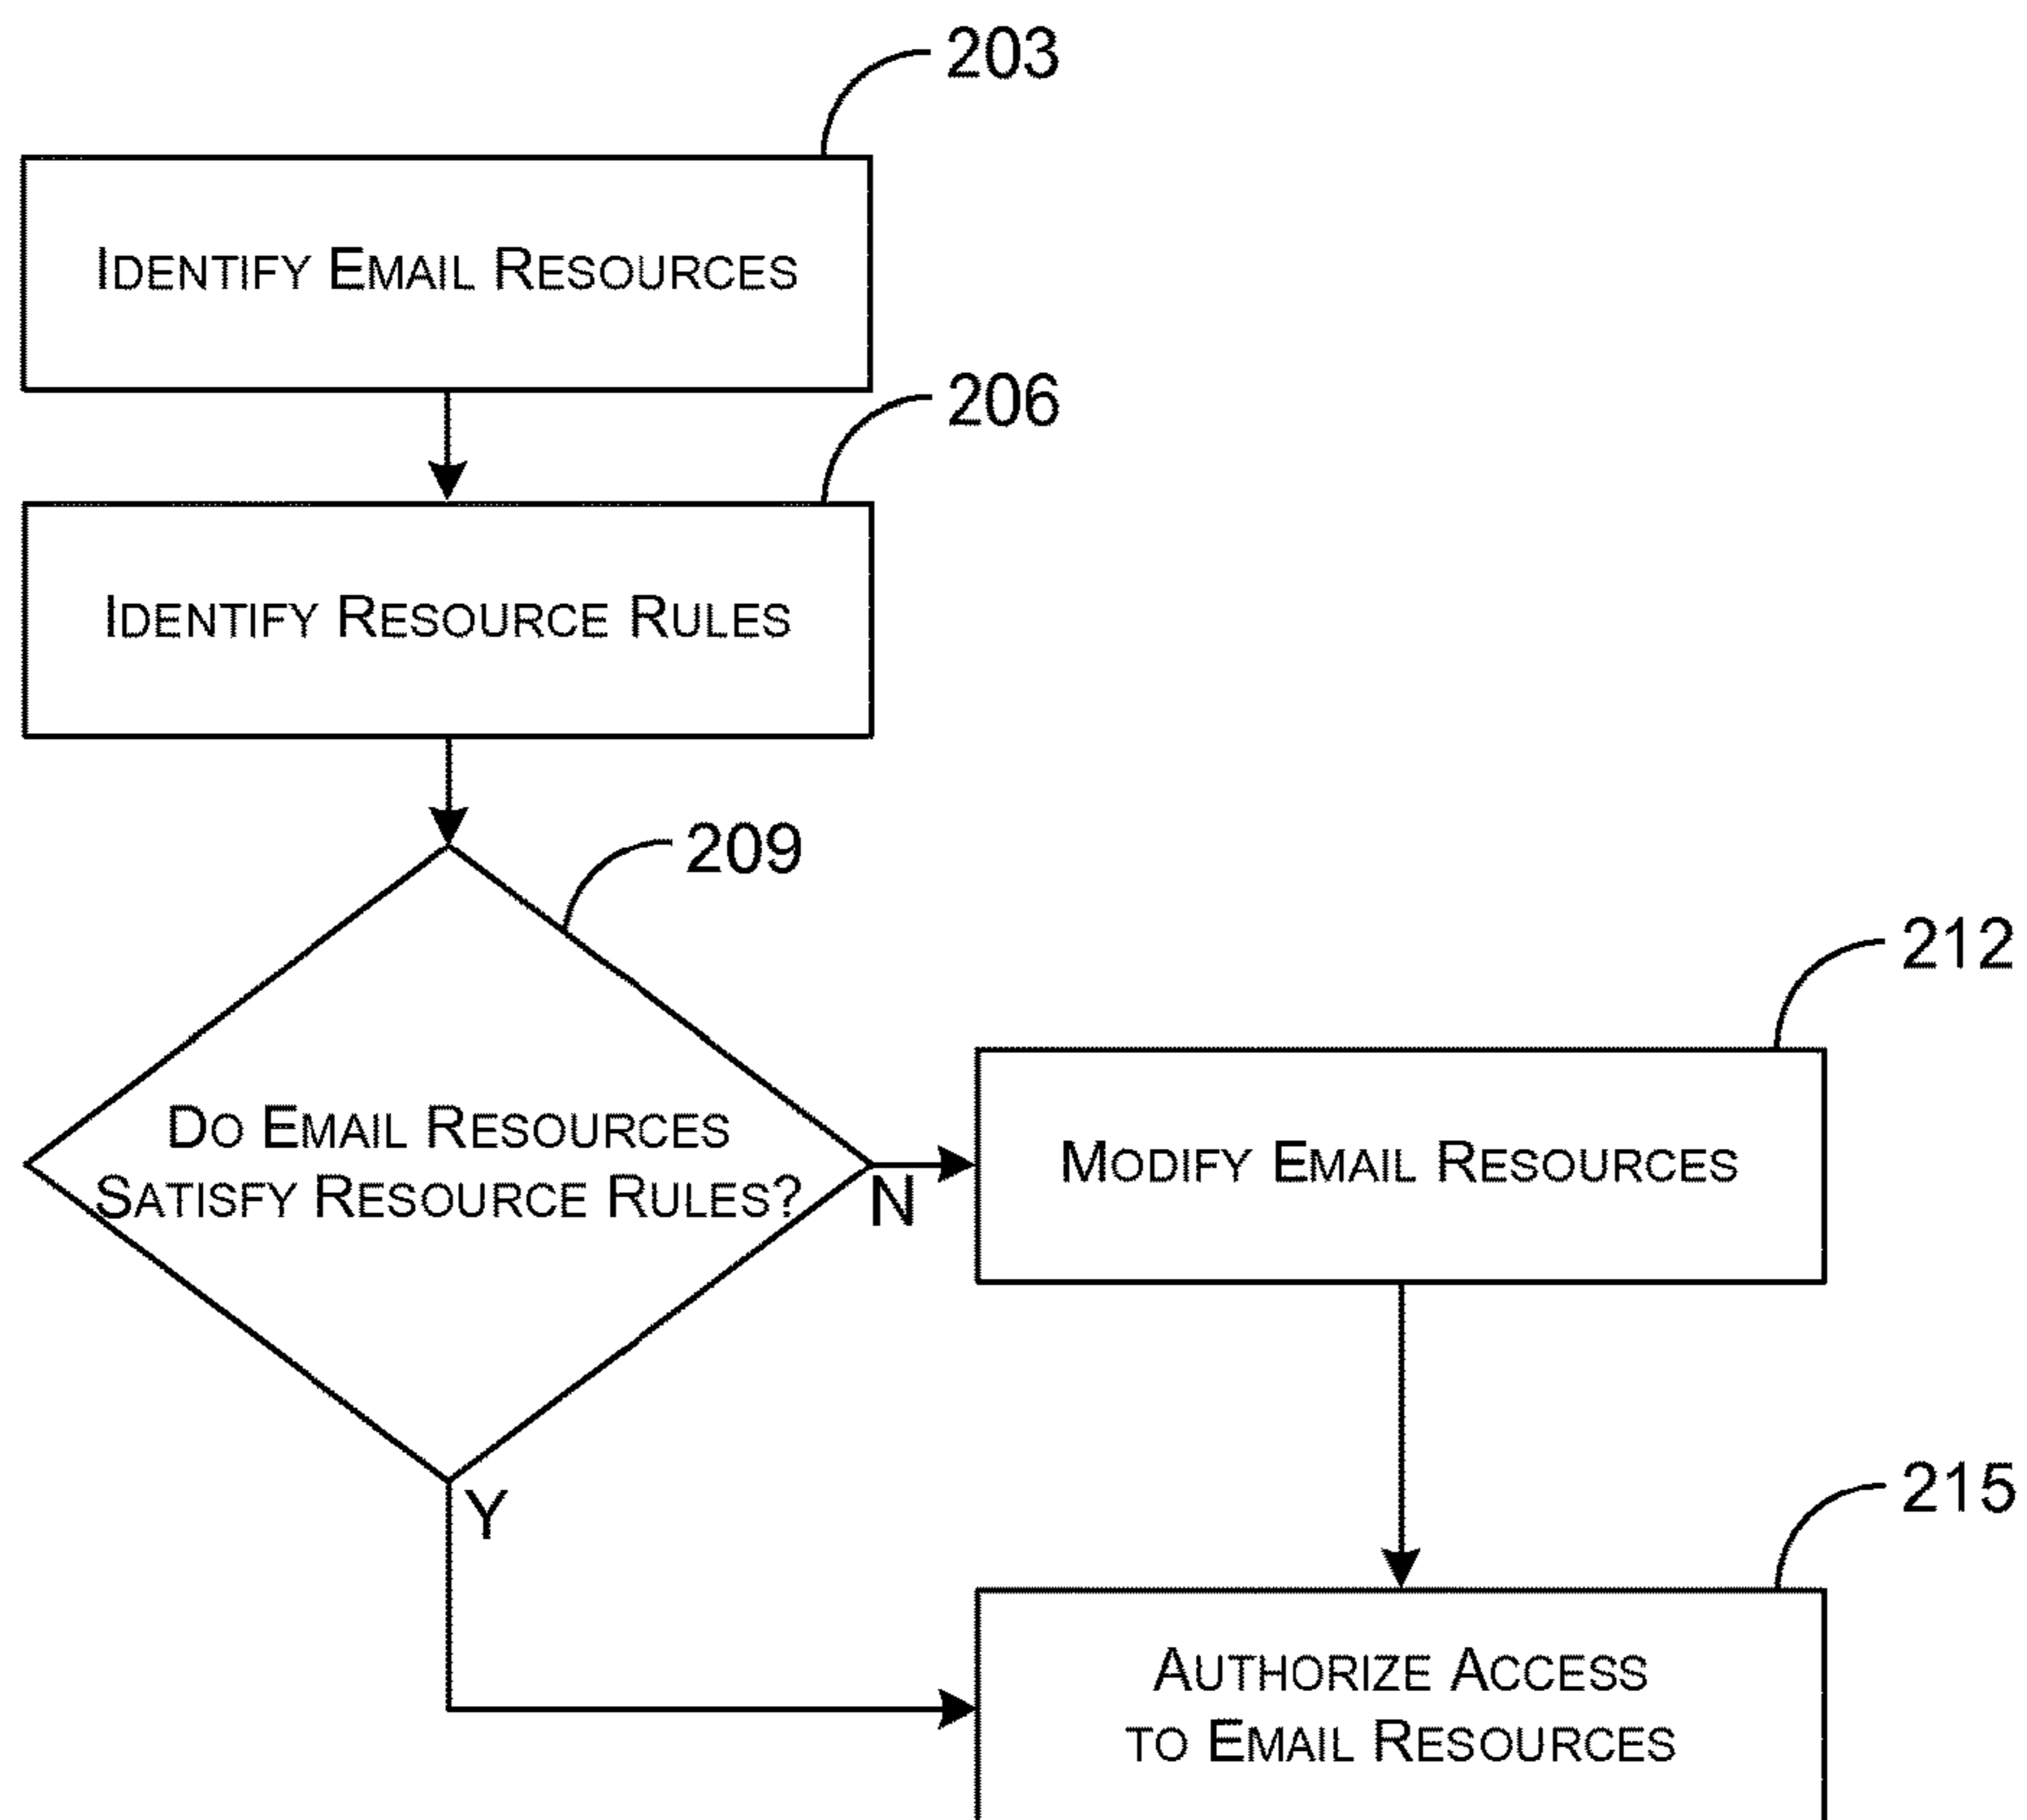 203
IDENTIFY EMAIL RESOURCES
206
IDENTIFY RESOURCE RULES
209
DO EMAIL RESOURCES
SATISFY RESOURCE RULES?
N
Y
212
MODIFY EMAIL RESOURCES
215
AUTHORIZE ACCESS
TO EMAIL RESOURCES